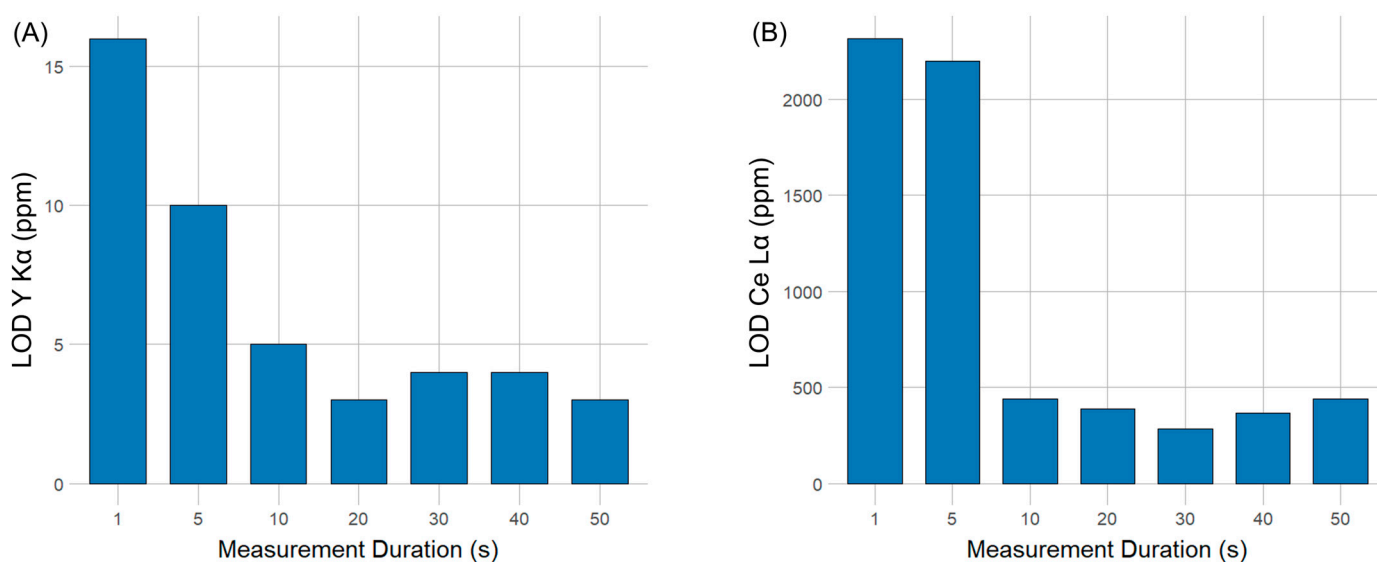 (A)
LOD Y Kα (ppm)
15
10
5
0
1 5 10 20 30 40 50
Measurement Duration (s)
(B)
LOD Ce Lα (ppm)
2000
1500
1000
500
0
1 5 10 20 30 40 50
Measurement Duration (s)